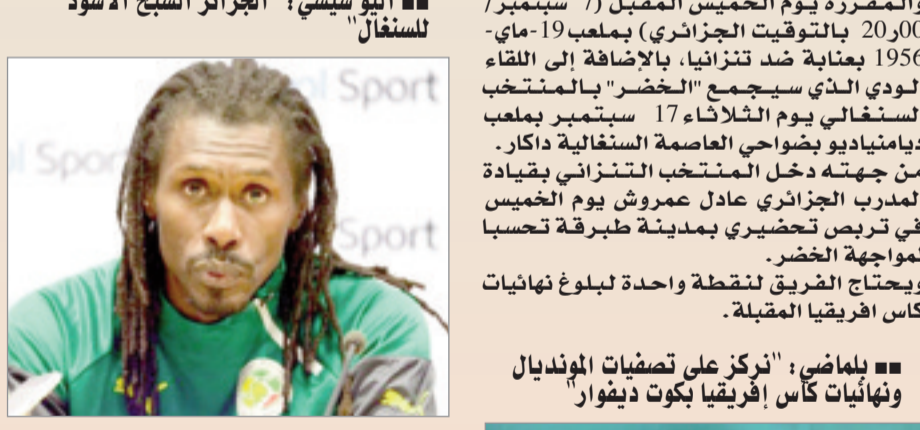 والمقررة يوم الخميس المقبل (7 سبتمبر/
00ر20 بالتوقيت الجزائري) بملعب 19-ماي-
1956 بعنابة ضد تنزانيا، بالإضافة إلى اللقاء
الودي الذي سيجمع "الخضر" بالمنتخب
السنغالي يوم الثلاثاء 17 سبتمبر بملعب
ديامنياديو بضواحي العاصمة السنغالية داكار.
من جهته دخل المنتخب التنزاني بقيادة
المدرب الجزائري عادل عمروش يوم الخميس
في تربص تحضيري بمدينة طبرقة تحسبا
لمواجهة الخضر.
ويحتاج الفريق لنقطة واحدة لبلوغ نهائيات
كاس افريقيا المقبلة.
■■ بلماضي: "نركز على تصفيات المونديال
ونهائيات كأس إفريقيا بكوت ديفوار"
■■ أليو سيسي: "الجزائر الشبح الأسود
للسنغال"
Sport
Sport
Sport